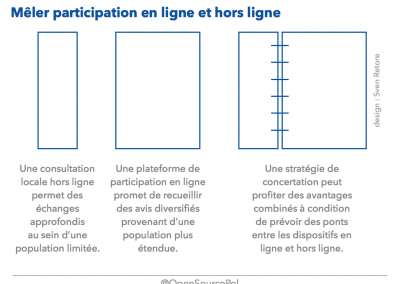 Mêler participation en ligne et hors ligne
design : Sven Retore
Une consultation
locale hors ligne
permet des
échanges
approfondis
au sein d'une
population limitée.
Une plateforme de
participation en ligne
promet de recueillir
des avis diversifiés
provenant d'une
population plus
étendue.
Une stratégie de
concertation peut
profiter des avantages
combinés à condition
de prévoir des ponts
entre les dispositifs en
ligne et hors ligne.
@OpenSourcePol